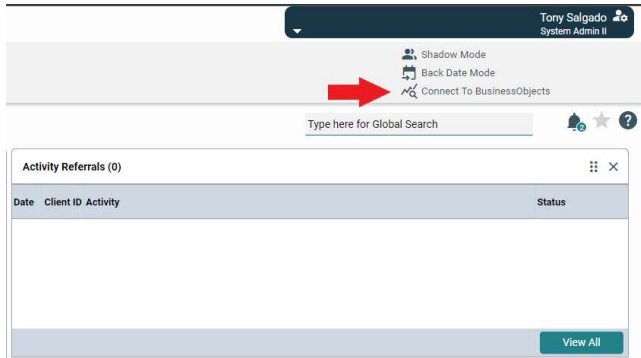 Tony Salgado
System Admin II
Shadow Mode
Back Date Mode
Connect To BusinessObjects
Type here for Global Search
2
?
Activity Referrals (0)
Date Client ID Activity Status
View All